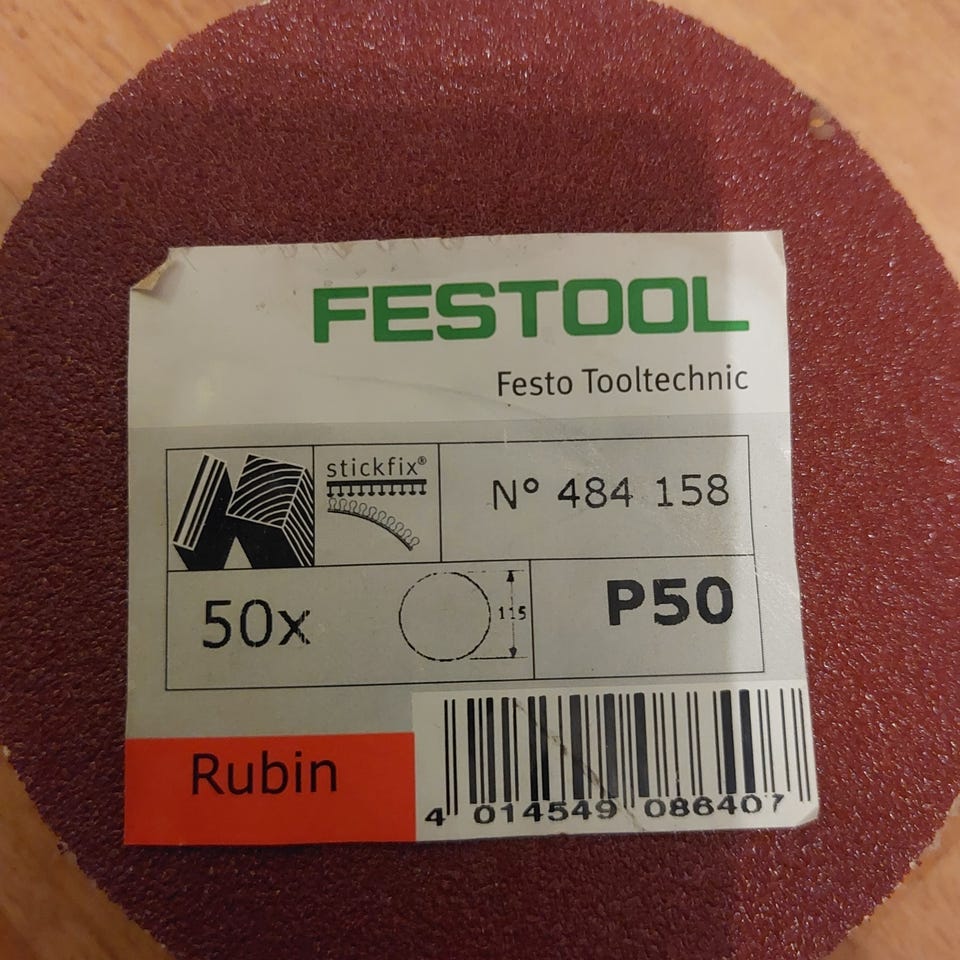 FESTOOL
Festo Tooltechnic
stickfix®
N° 484 158
50x
115
P50
Rubin
4 014549 086407